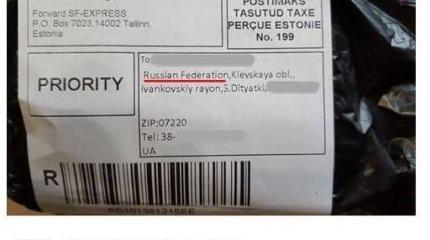 POSTIMAKS
TASUTUD TAXE
PERÇUE ESTONIE
No. 199
Forward SF-EXPRESS
P.O. Box 7023,14002 Tallinn,
Estonia
PRIORITY
To:
Russian Federation,Kievskaya obl.,
Ivankovskiy rayon,S.Dityatki,
ZIP:07220
Tel: 38-
UA
R